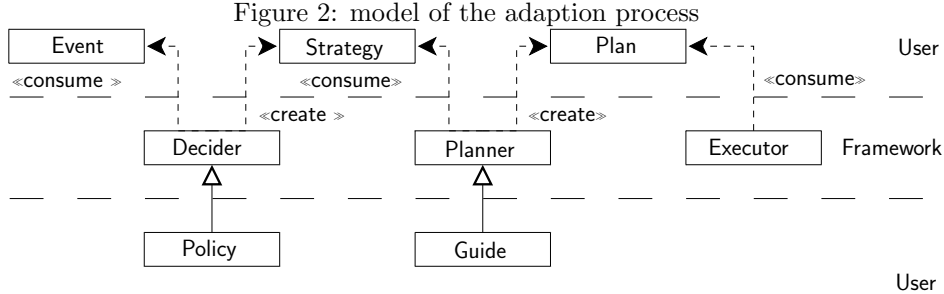 Figure 2: model of the adaption process
Event Strategy Plan User
≪consume ≫ ≪consume≫ ≪consume≫
≪create ≫ ≪create≫
Decider Planner Executor Framework
Policy Guide
User